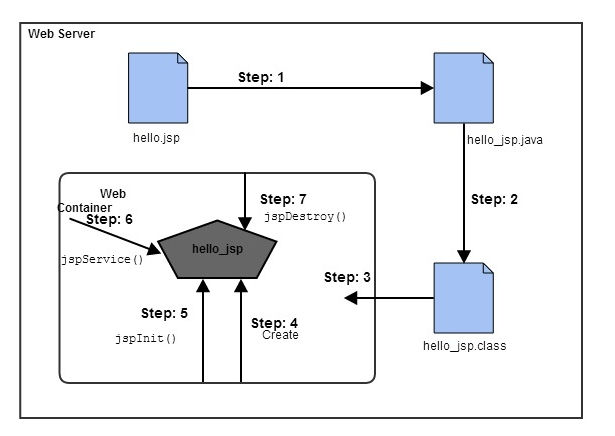 Web Server
Step: 1
hello.jsp
hello_jsp.java
Step: 2
Web
Container
Step: 7
jspDestroy()
Step: 6
hello_jsp
jspService()
Step: 3
Step: 5
jspInit()
Step: 4
Create
hello_jsp.class